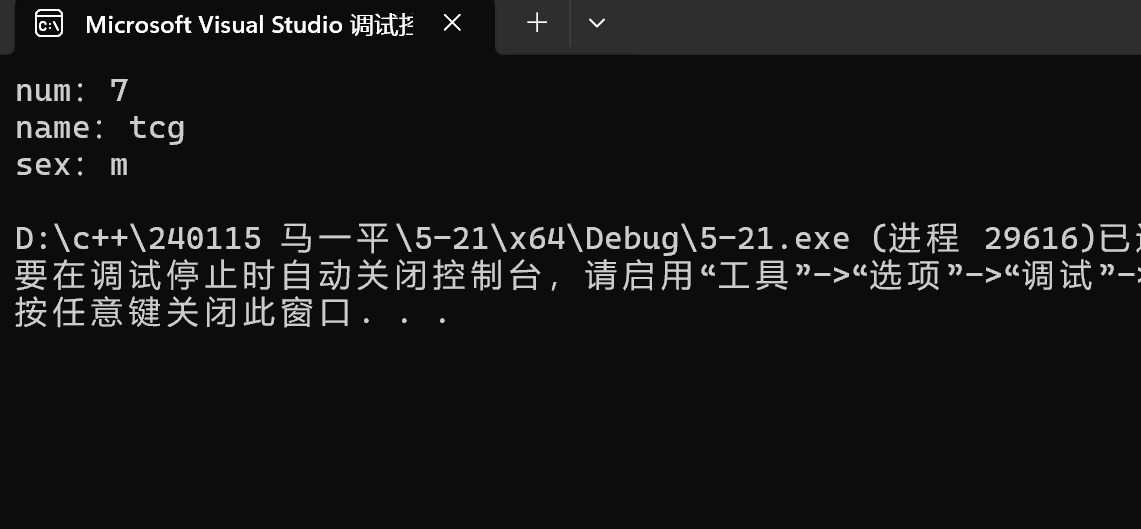 Microsoft Visual Studio 调试控
num: 7
name: tcg
sex: m
D:\c++\240115 马一平\5-21\x64\Debug\5-21.exe (进程 29616)已
要在调试停止时自动关闭控制台, 请启用“工具”->“选项”->“调试”->
按任意键关闭此窗口. . .